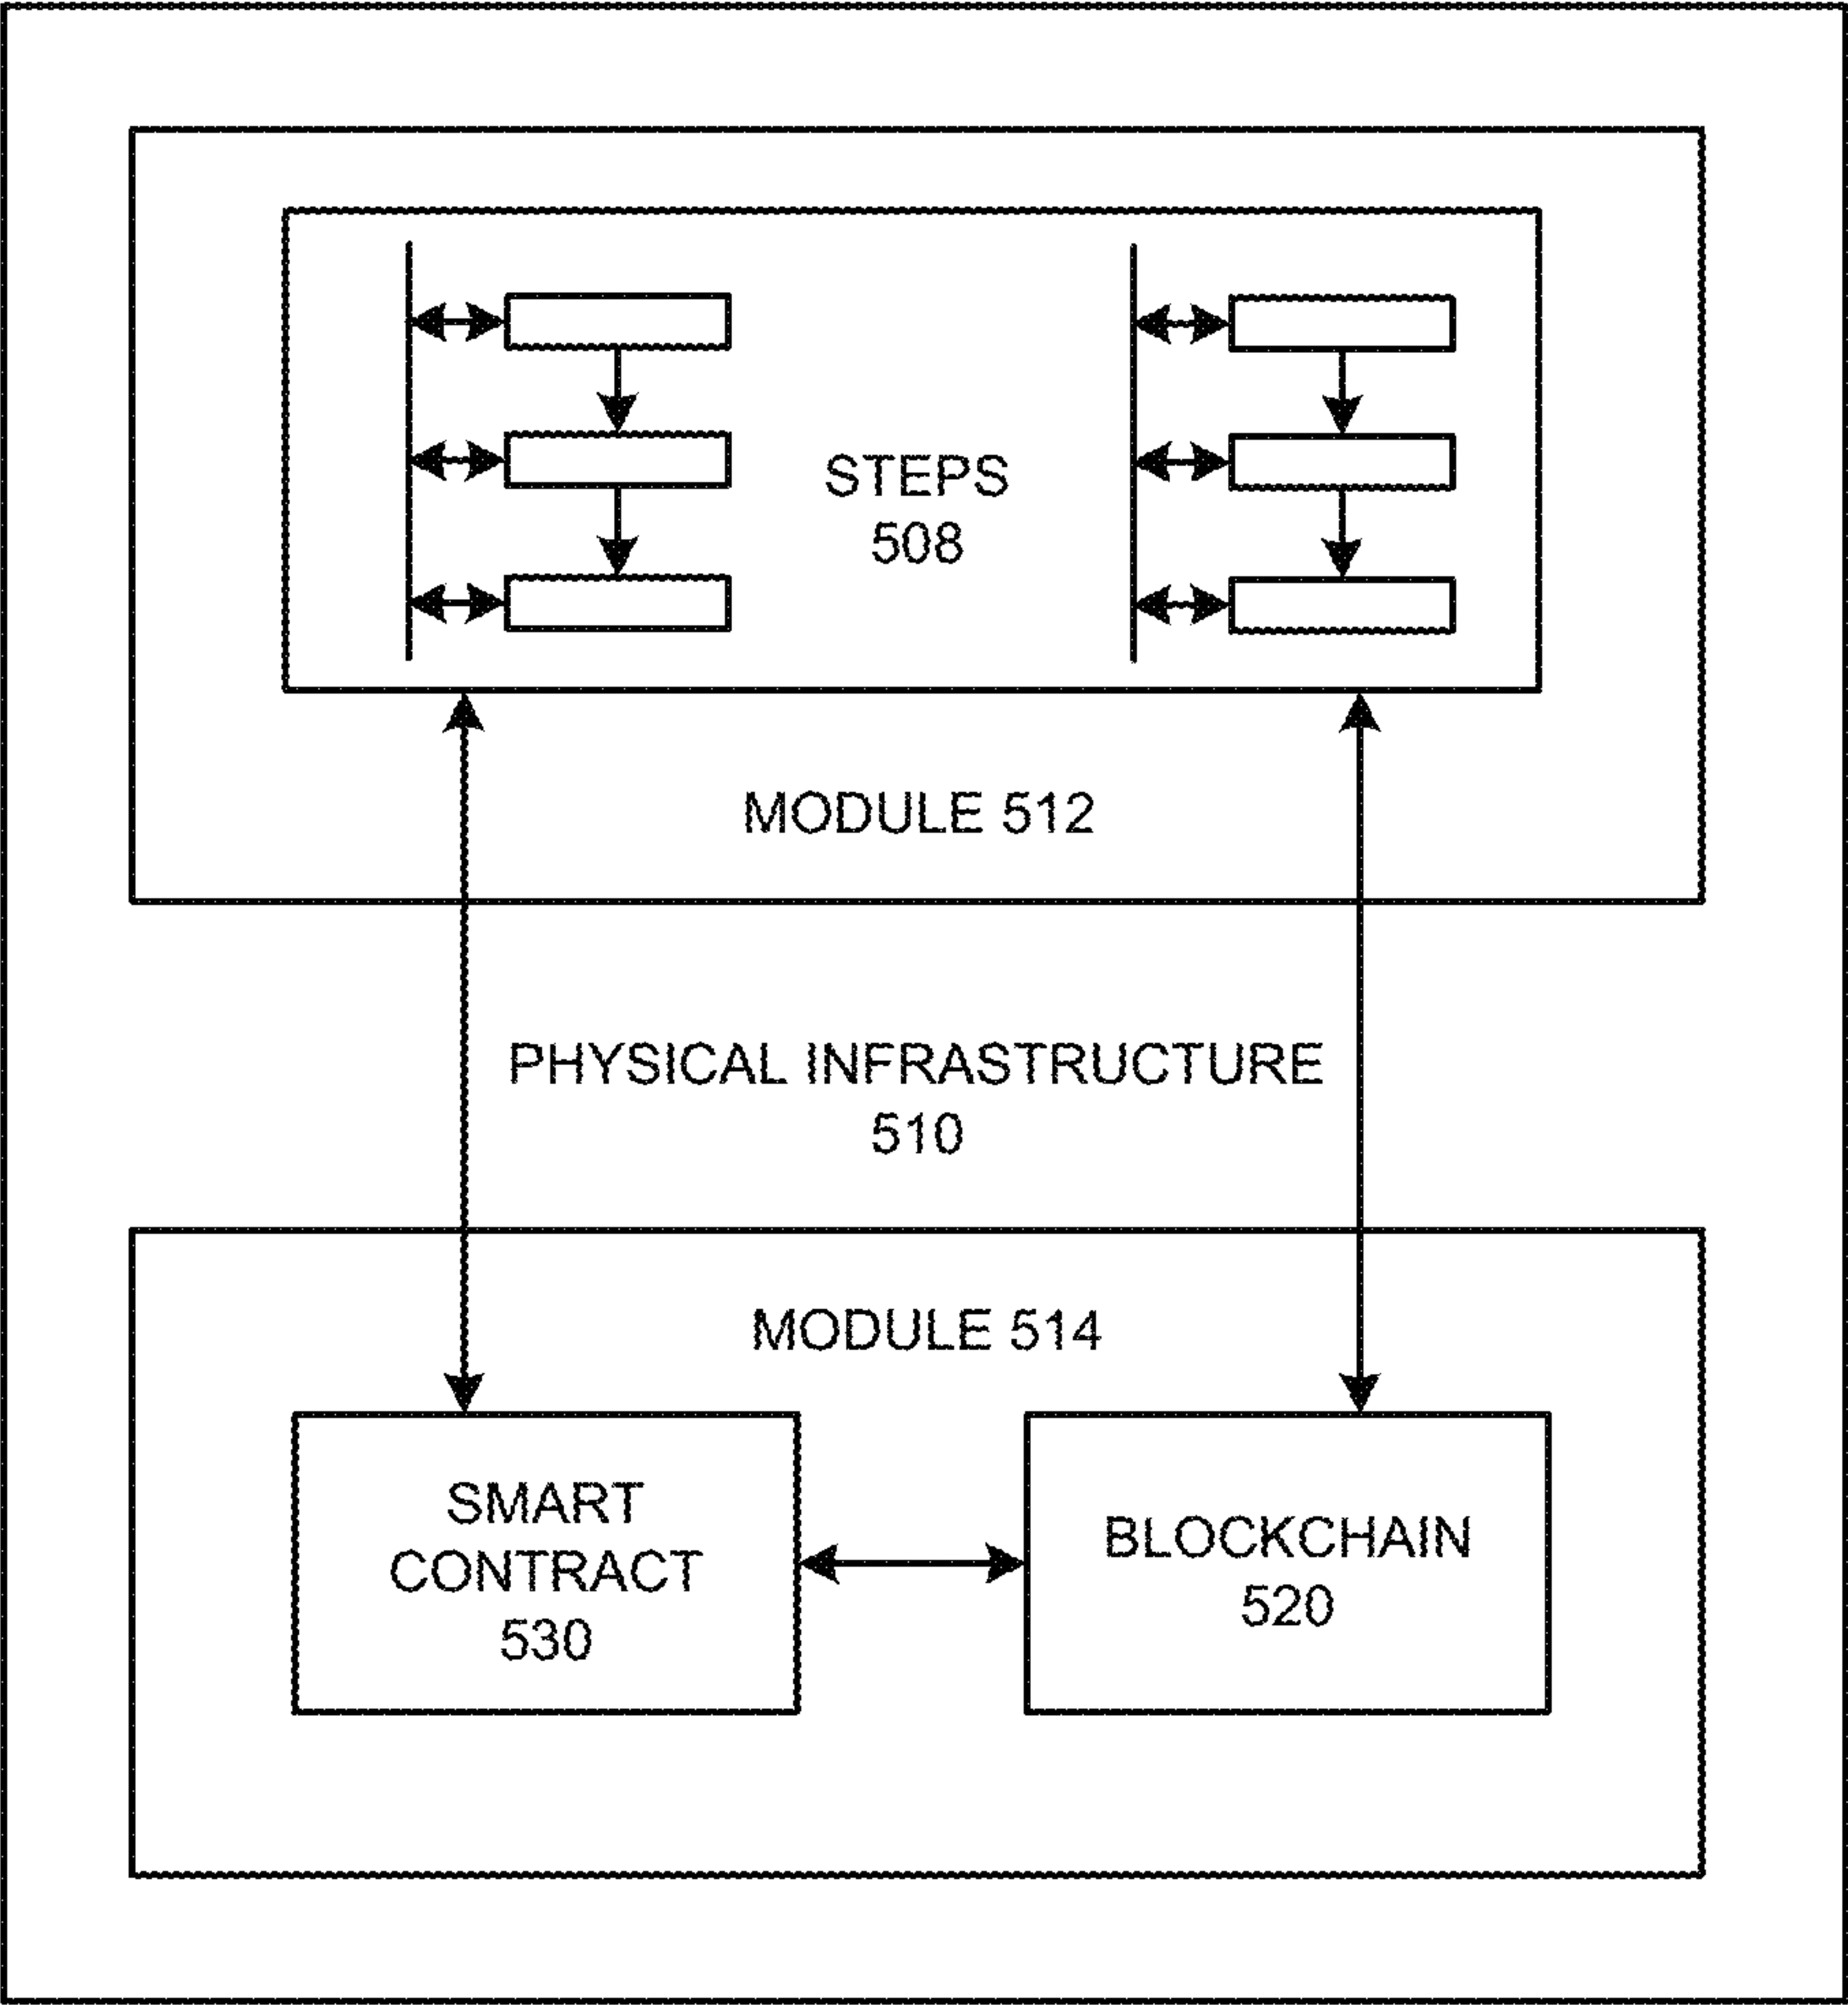 STEPS
508
MODULE 512
PHYSICAL INFRASTRUCTURE
510
MODULE 514
SMART
CONTRACT
530
BLOCKCHAIN
520